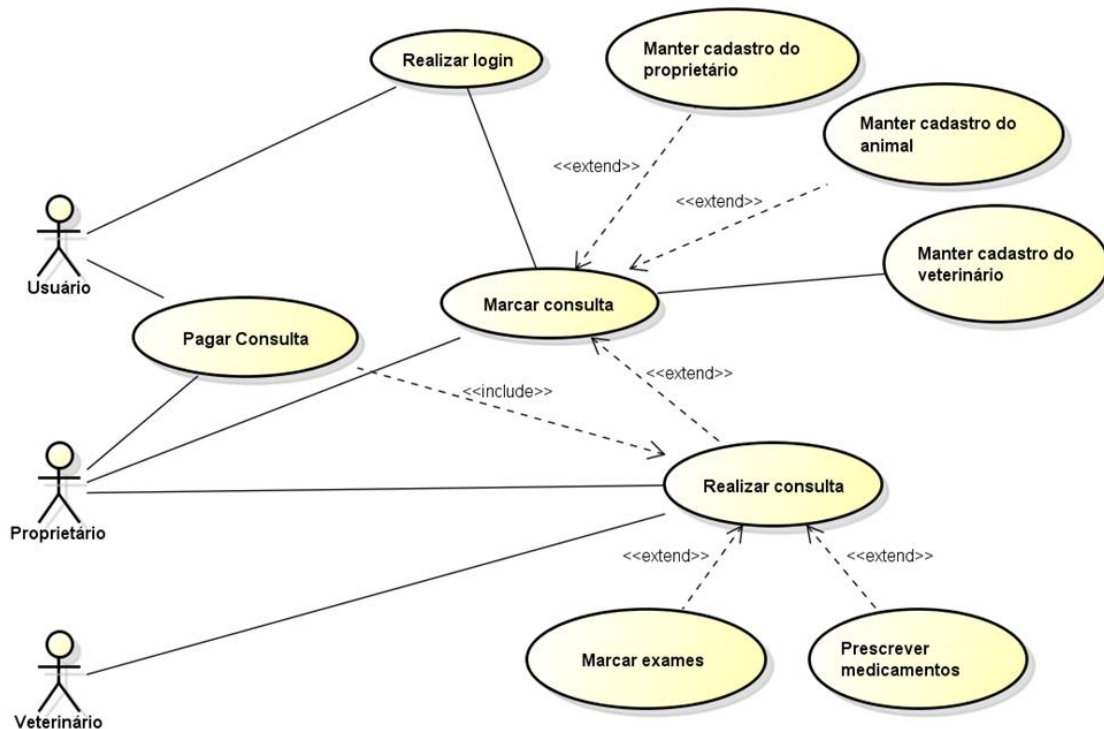 Realizar login
Manter cadastro do
proprietário
Manter cadastro do
animal
<<extend>>
<<extend>>
Manter cadastro do
veterinário
Usuário
Marcar consulta
Pagar Consulta
<<extend>>
<<include>>
Realizar consulta
Proprietário
<<extend>>
<<extend>>
Marcar exames
Prescrever
medicamentos
Veterinário